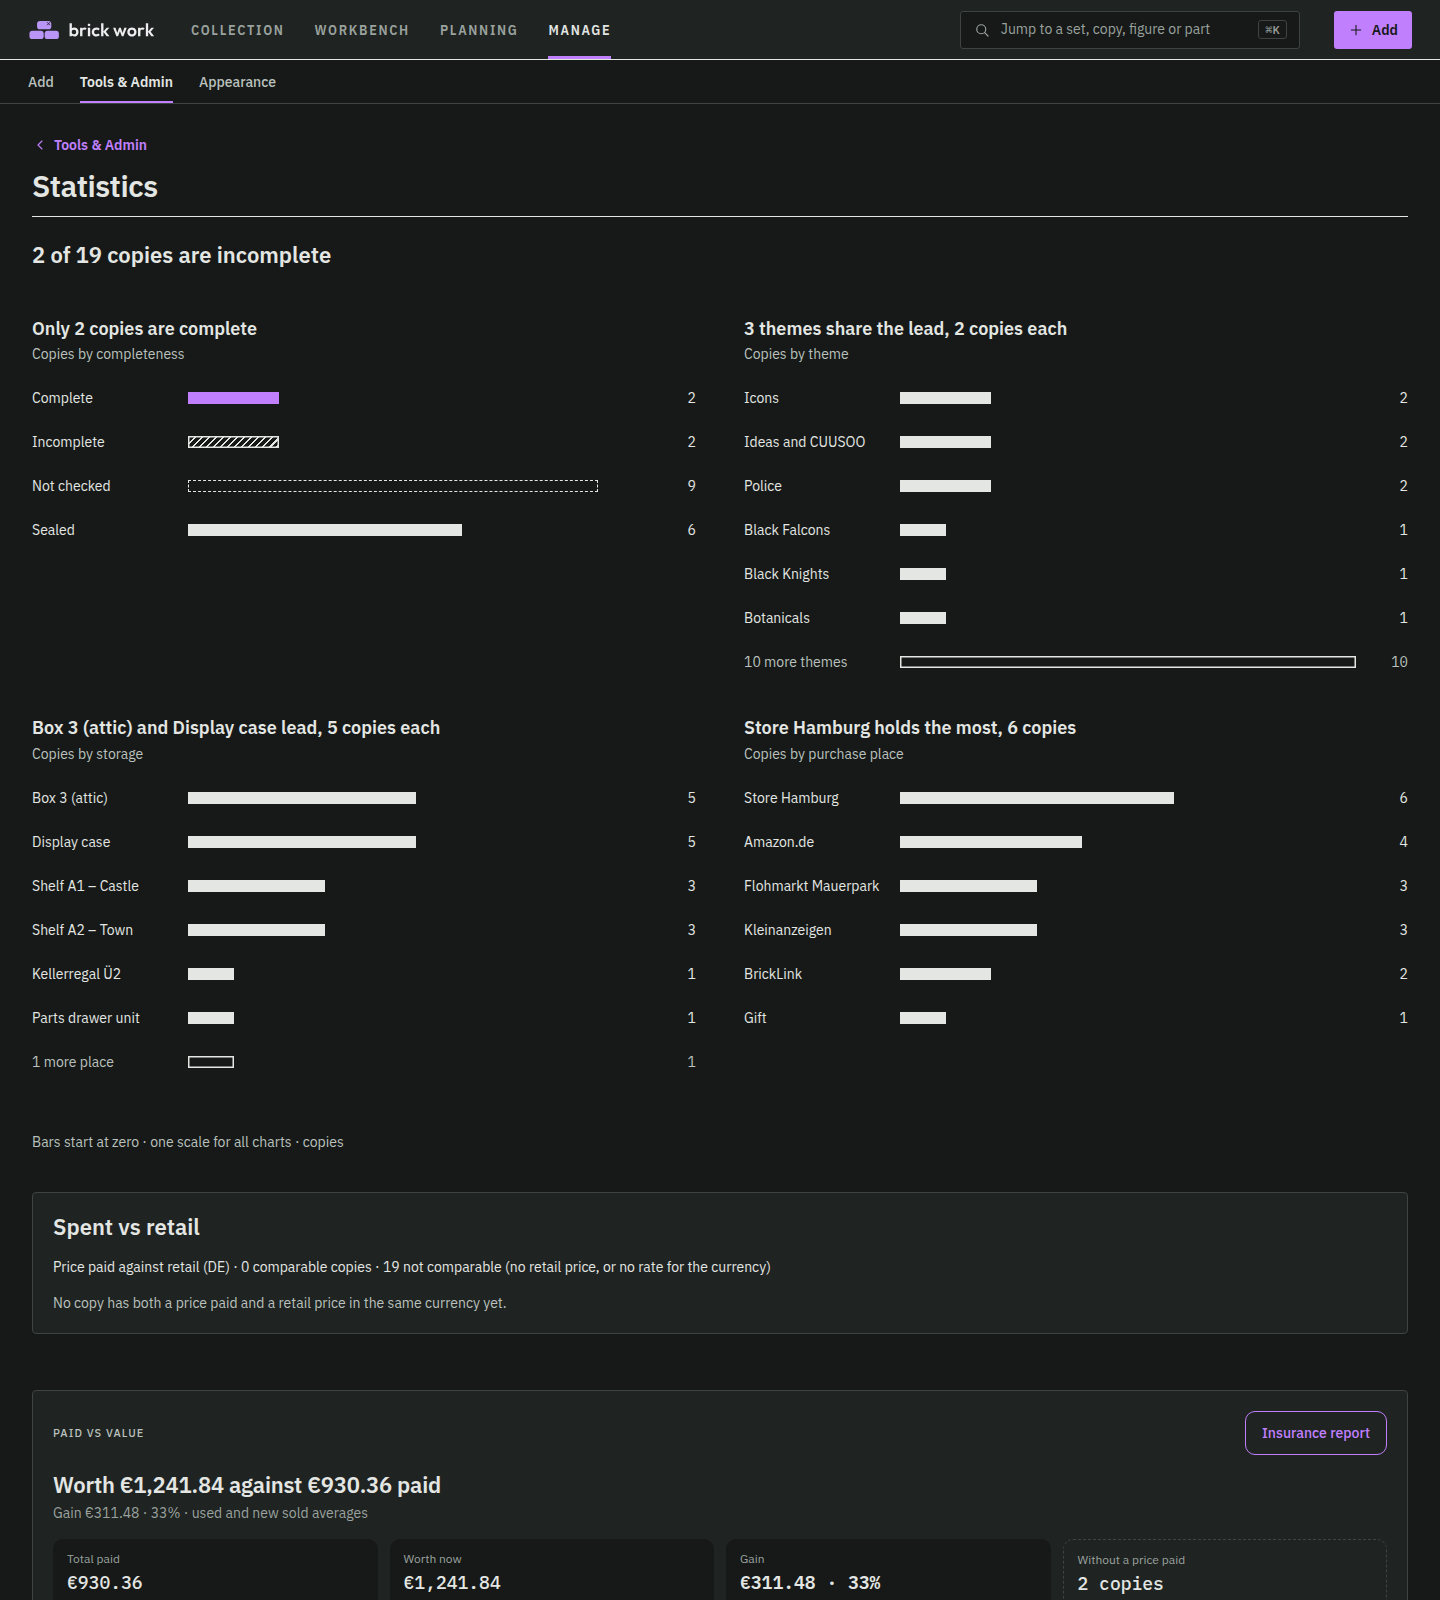 brick work
COLLECTION
WORKBENCH
PLANNING
MANAGE
Jump to a set, copy, figure or part
⌘K
Add
Add
Tools & Admin
Appearance
Tools & Admin
Statistics
2 of 19 copies are incomplete
Only 2 copies are complete
Copies by completeness
Complete 2
Incomplete 2
Not checked 9
Sealed 6
3 themes share the lead, 2 copies each
Copies by theme
Icons 2
Ideas and CUUSOO 2
Police 2
Black Falcons 1
Black Knights 1
Botanicals 1
10 more themes 10
Box 3 (attic) and Display case lead, 5 copies each
Copies by storage
Box 3 (attic) 5
Display case 5
Shelf A1 – Castle 3
Shelf A2 – Town 3
Kellerregal Ü2 1
Parts drawer unit 1
1 more place 1
Store Hamburg holds the most, 6 copies
Copies by purchase place
Store Hamburg 6
Amazon.de 4
Flohmarkt Mauerpark 3
Kleinanzeigen 3
BrickLink 2
Gift 1
Bars start at zero · one scale for all charts · copies
Spent vs retail
Price paid against retail (DE) · 0 comparable copies · 19 not comparable (no retail price, or no rate for the currency)
No copy has both a price paid and a retail price in the same currency yet.
PAID VS VALUE
Insurance report
Worth €1,241.84 against €930.36 paid
Gain €311.48 · 33% · used and new sold averages
Total paid
€930.36
Worth now
€1,241.84
Gain
€311.48 · 33%
Without a price paid
2 copies